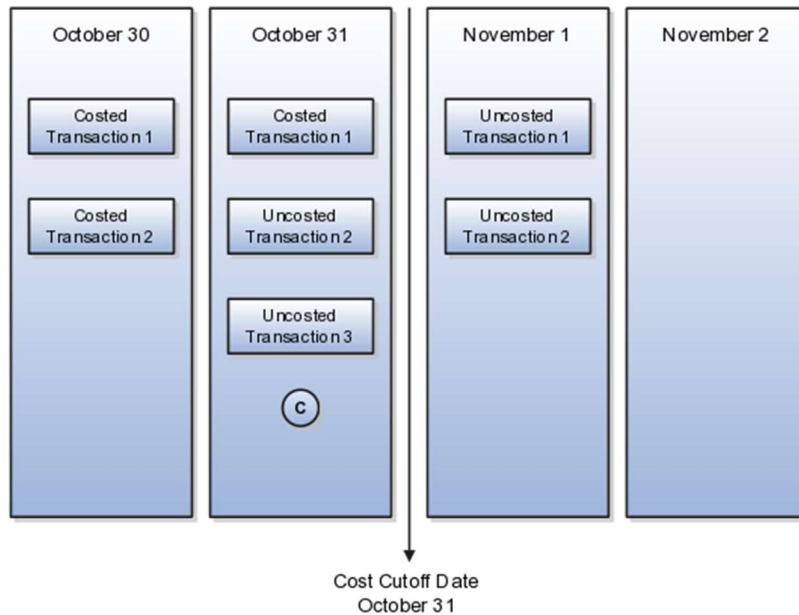 October 30
October 31
November 1
November 2
Costed
Transaction 1
Costed
Transaction 1
Uncosted
Transaction 1
Costed
Transaction 2
Uncosted
Transaction 2
Uncosted
Transaction 2
Uncosted
Transaction 3
C
Cost Cutoff Date
October 31